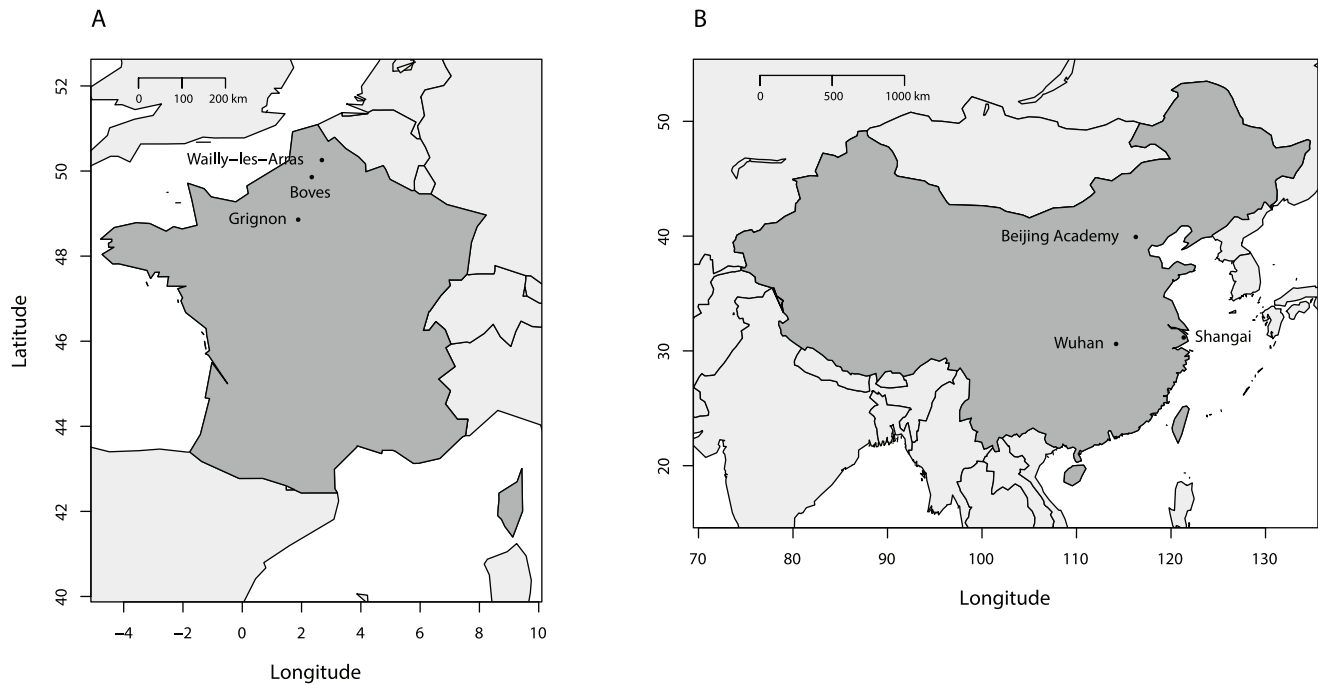 A
B
0 100 200 km
0 500 1000 km
Wailly−les−Arras
Boves
Grignon
Beijing Academy
Wuhan
Shangai
52
50
48
46
44
42
40
Latitude
−4 −2 0 2 4 6 8 10
Longitude
50
40
30
20
70 80 90 100 110 120 130
Longitude